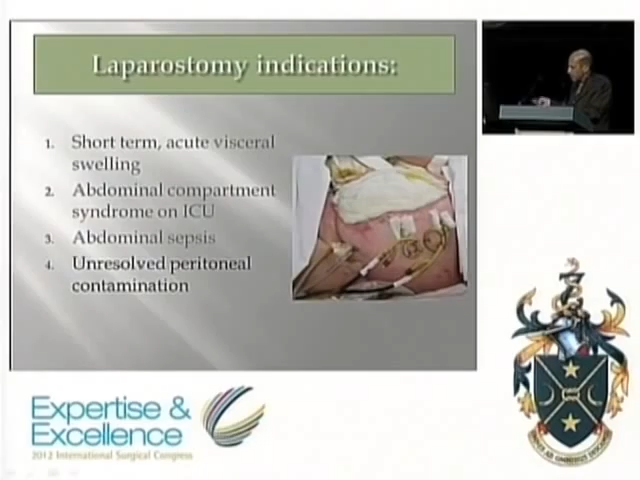 Laparostomy indications:
1. Short term, acute visceral
swelling
2. Abdominal compartment
syndrome on ICU
3. Abdominal sepsis
4. Unresolved peritoneal
contamination
Expertise &
Excellence
2012 International Surgical Congress